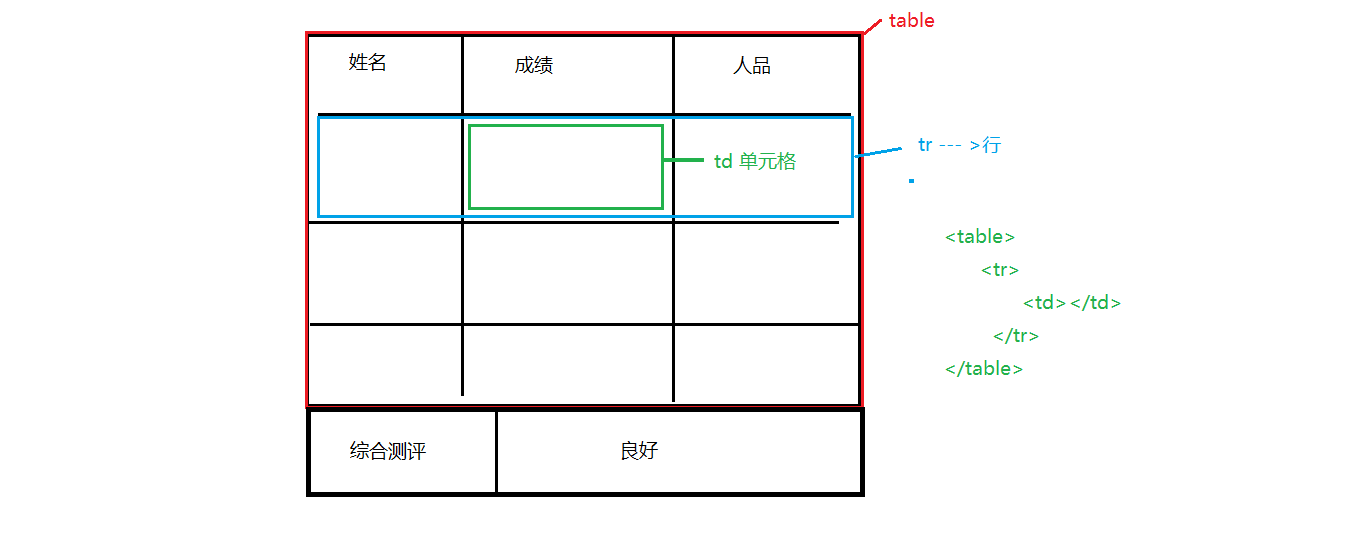 table
姓名 成绩 人品
tr --- >行
td 单元格
<table>
<tr>
<td></td>
</tr>
</table>
综合测评 良好